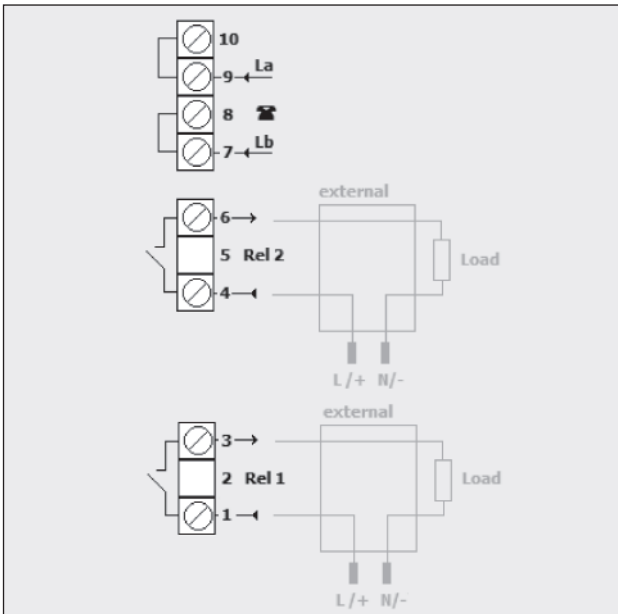 10
9 La
8
7 Lb
external
6
5 Rel 2
Load
4
L/+ N/-
external
3
2 Rel 1
Load
1
L/+ N/-